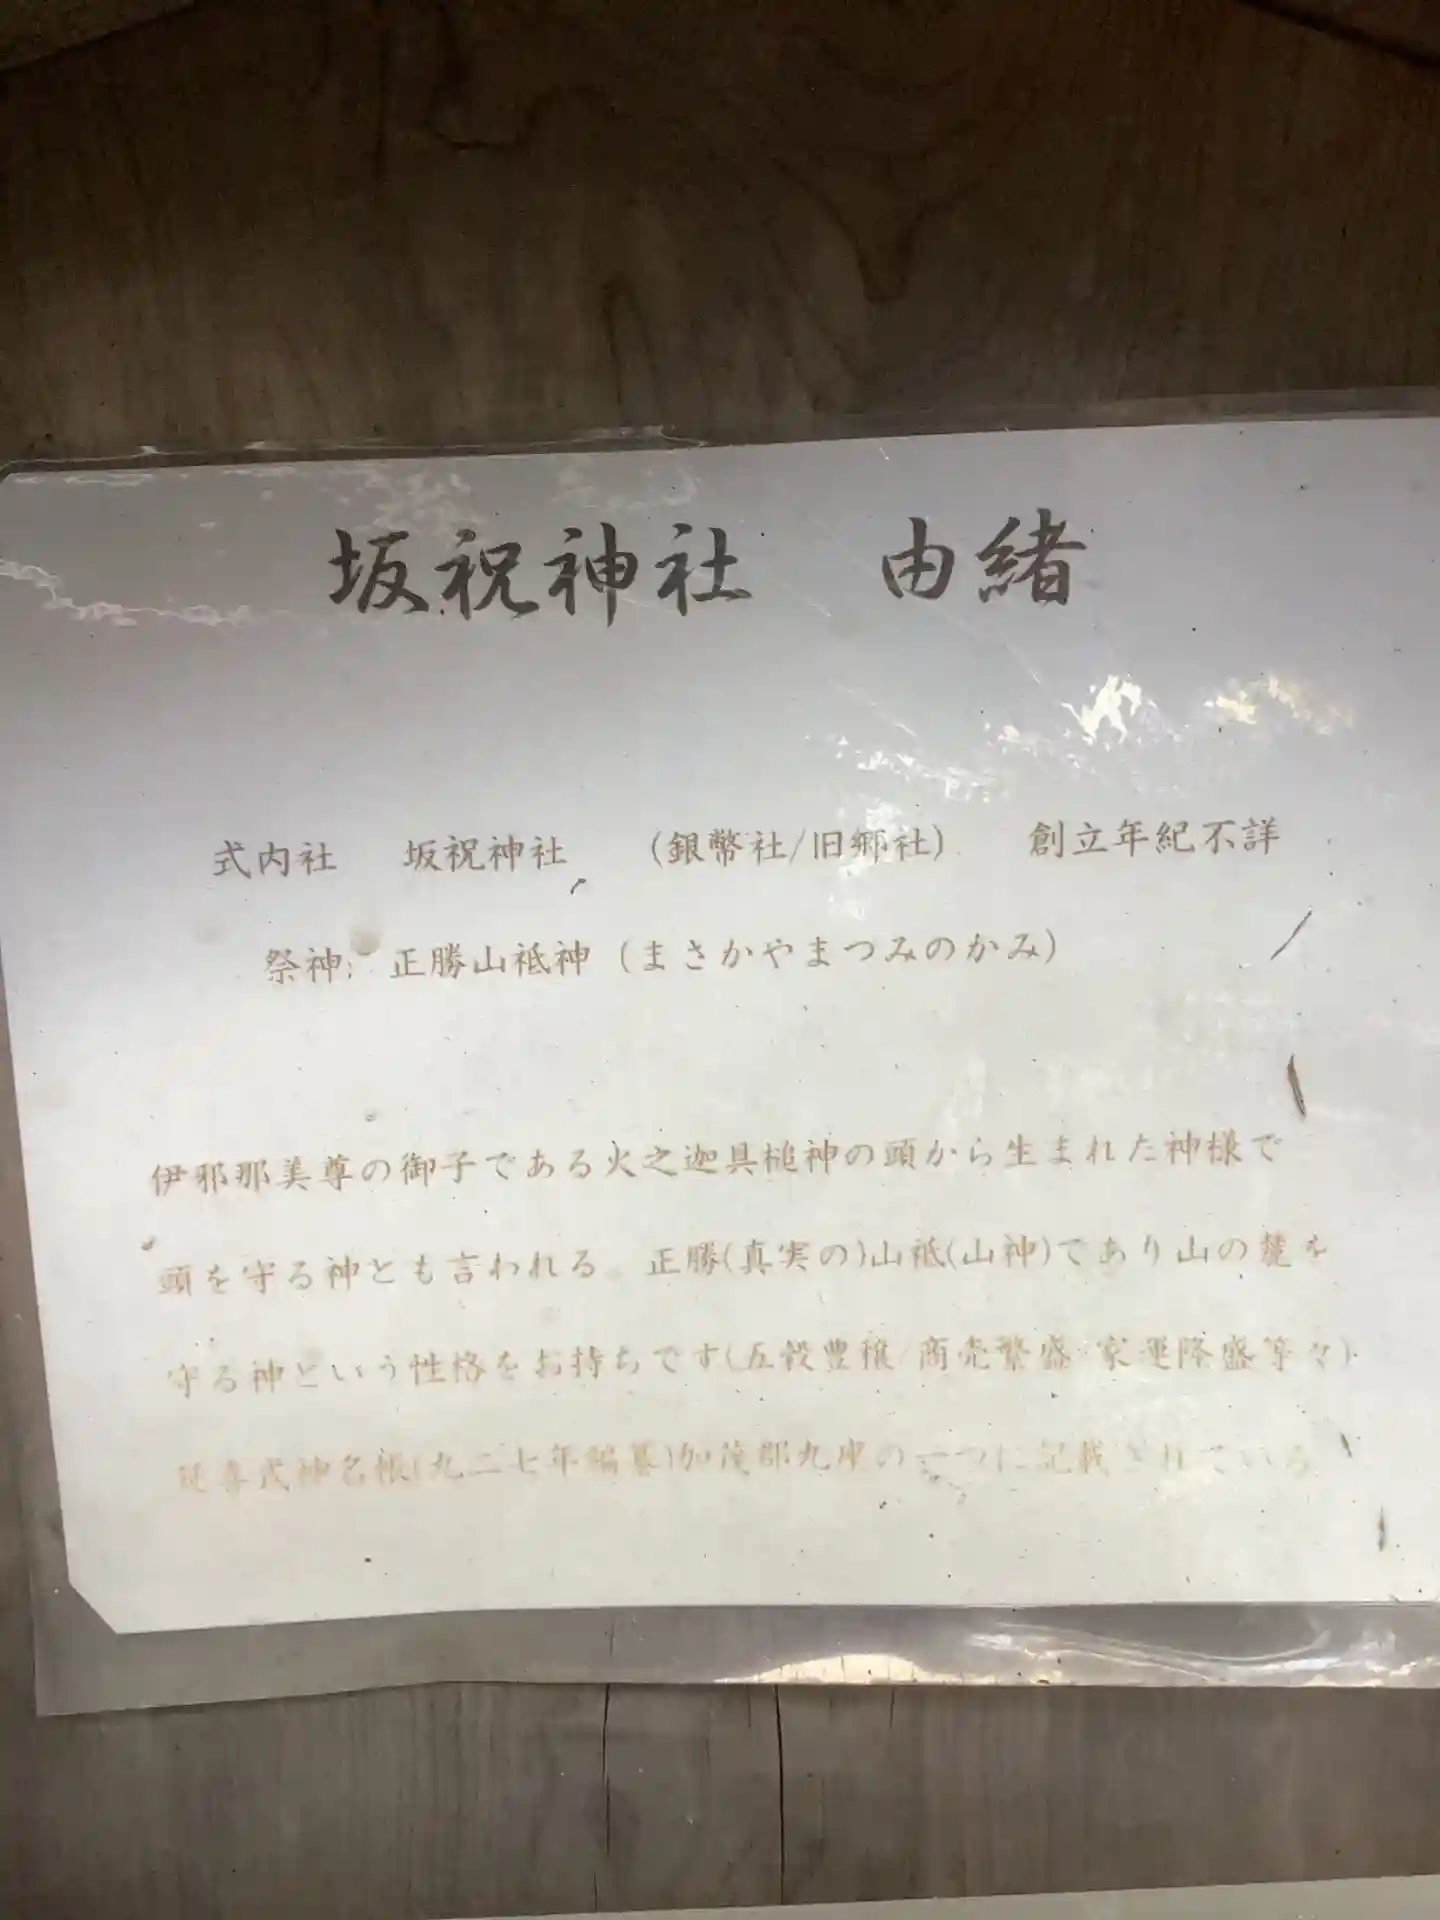 坂祝神社　由緒
式内社　坂祝神社　(銀幣社/旧郷社)　創立年紀不詳
祭神:　正勝山祗神（まさかやまつみのかみ）
伊邪那美尊の御子である火之迦具槌神の頭から生まれた神様で
頭を守る神とも言われる　正勝(真実の)山祗(山神)であり山の麓を
守る神という性格をお持ちです(五穀豊穣/商売繁盛/家運隆盛等々)
延喜式神名帳(九二七年編纂)加茂郡九座の一つに記載されている